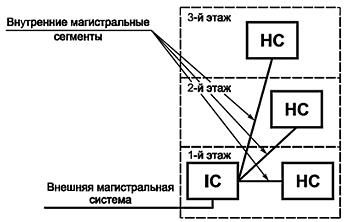 3-й этаж
Внутренние магистральные
сегменты
НС
2-й этаж
НС
1-й этаж
IC
НС
Внешняя магистральная
система